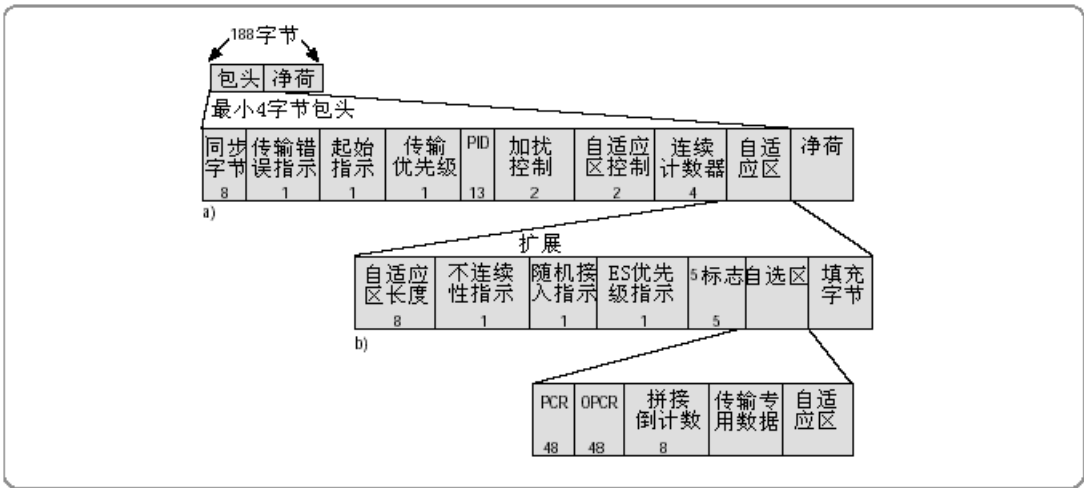 188字节
包头 净荷
最小4字节包头
同步 传输错 起始 传输 PID 加扰 自适应 连续 自适 净荷
字节 误指示 指示 优先级 控制 区控制 计数器 应区
8 1 1 1 13 2 2 4
a)
扩展
自适应 不连续 随机接 ES优先 5标志 自选区 填充
区长度 性指示 入指示 级指示 字节
8 1 1 1 5
b)
PCR OPCR 拼接 传输专 自适
倒计数 用数据 应区
48 48 8